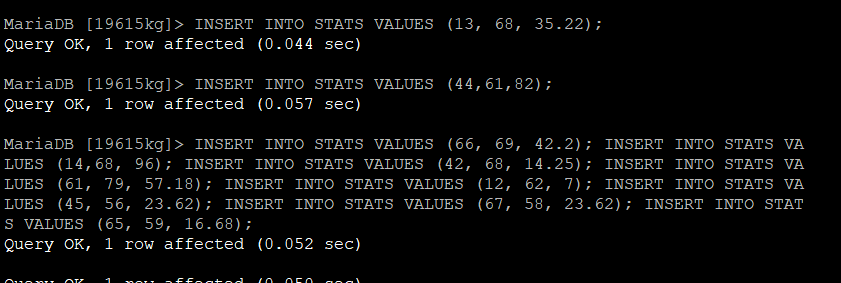 MariaDB [19615kg]> INSERT INTO STATS VALUES (13, 68, 35.22);
Query OK, 1 row affected (0.044 sec)
MariaDB [19615kg]> INSERT INTO STATS VALUES (44,61,82);
Query OK, 1 row affected (0.057 sec)
MariaDB [19615kg]> INSERT INTO STATS VALUES (66, 69, 42.2); INSERT INTO STATS VA
LUES (14,68, 96); INSERT INTO STATS VALUES (42, 68, 14.25); INSERT INTO STATS VA
LUES (61, 79, 57.18); INSERT INTO STATS VALUES (12, 62, 7); INSERT INTO STATS VA
LUES (45, 56, 23.62); INSERT INTO STATS VALUES (67, 58, 23.62); INSERT INTO STAT
S VALUES (65, 59, 16.68);
Query OK, 1 row affected (0.052 sec)
Query OK, 1 row affected (0.050 sec)